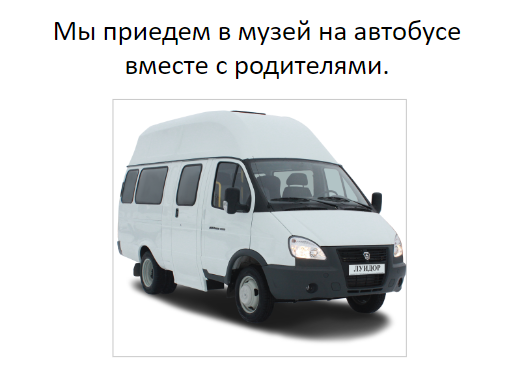 Мы приедем в музей на автобусе
вместе с родителями.
ЛУИДОР